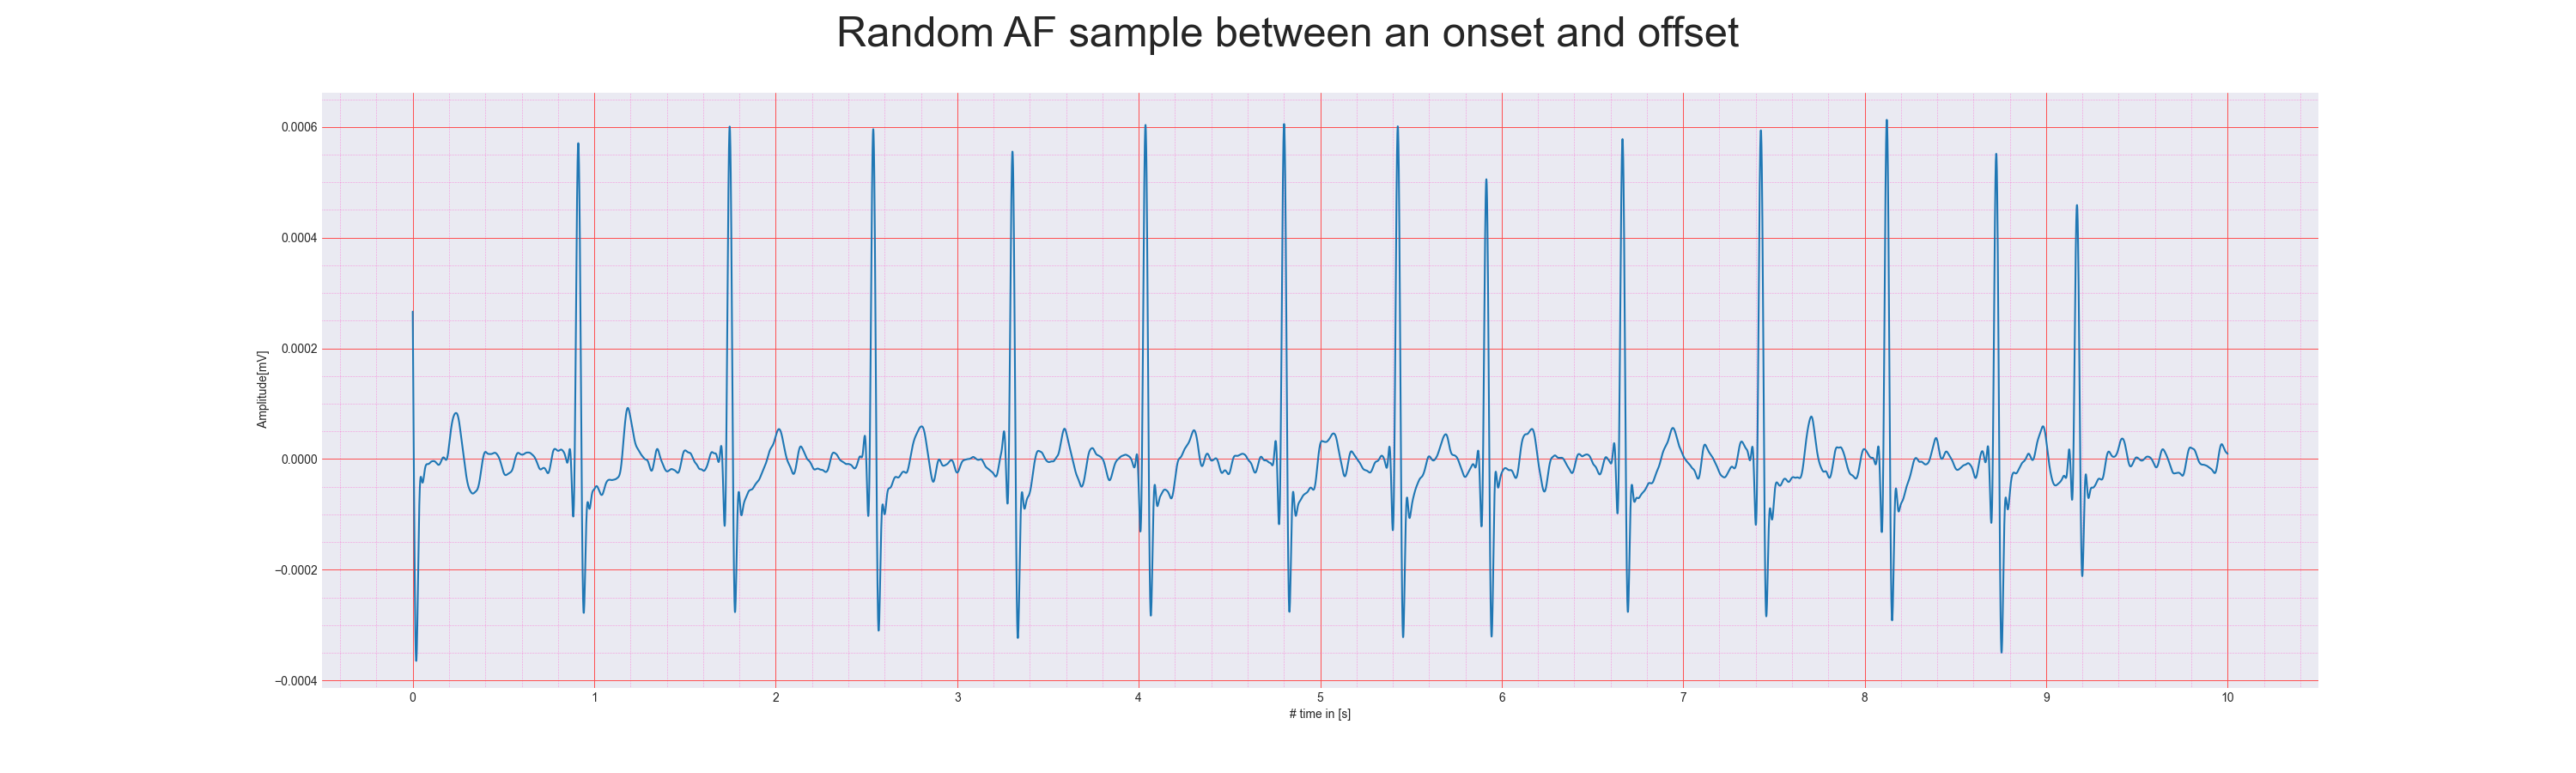 Random AF sample between an onset and offset
0.0006
0.0004
0.0002
0.0000
−0.0002
−0.0004
Amplitude[mV]
0 1 2 3 4 5 6 7 8 9 10
# time in [s]